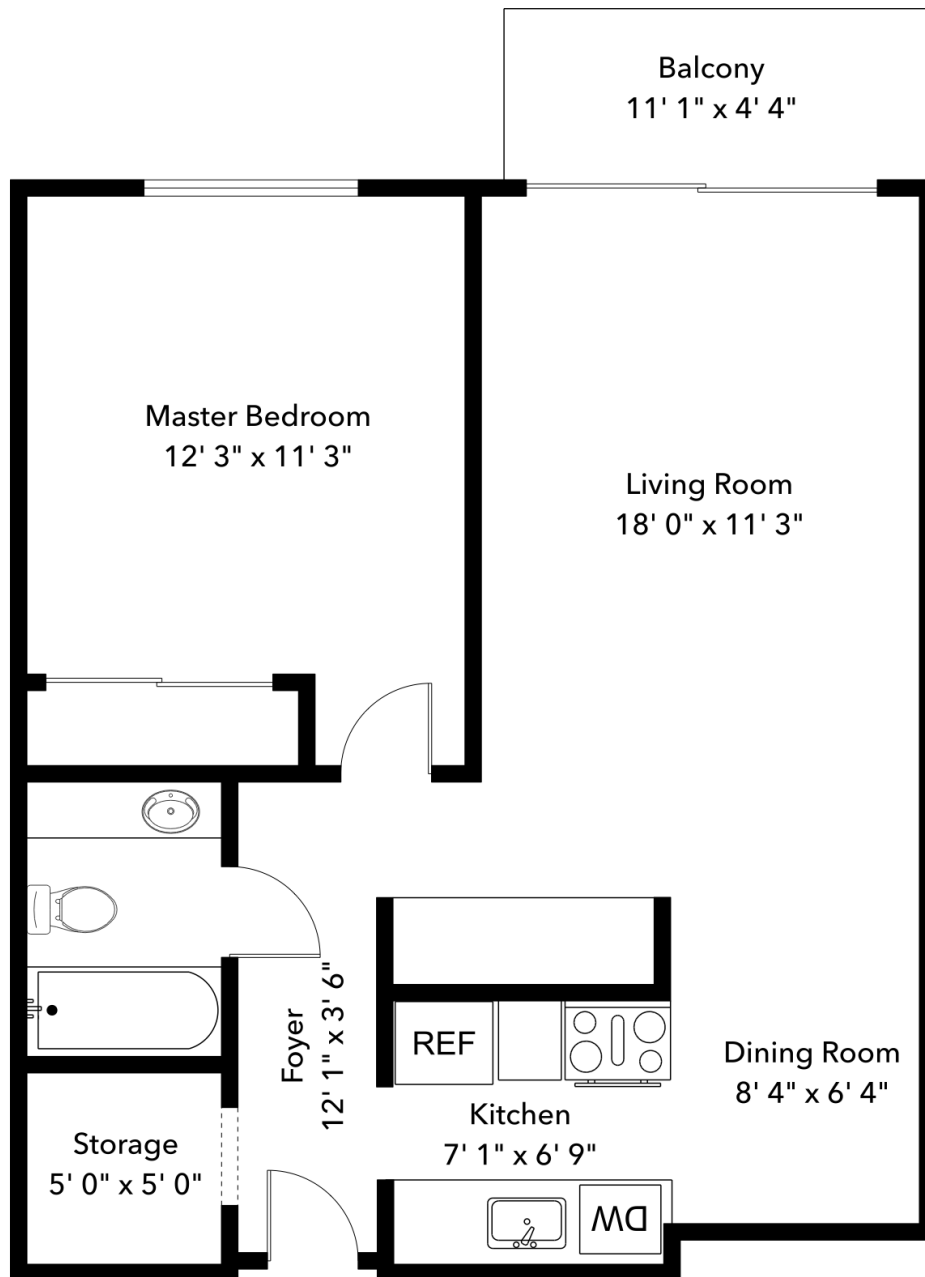 Balcony
11' 1" x 4' 4"
Master Bedroom
12' 3" x 11' 3"
Living Room
18' 0" x 11' 3"
Foyer
12' 1" x 3' 6"
REF
Dining Room
8' 4" x 6' 4"
Kitchen
7' 1" x 6' 9"
Storage
5' 0" x 5' 0"
DW